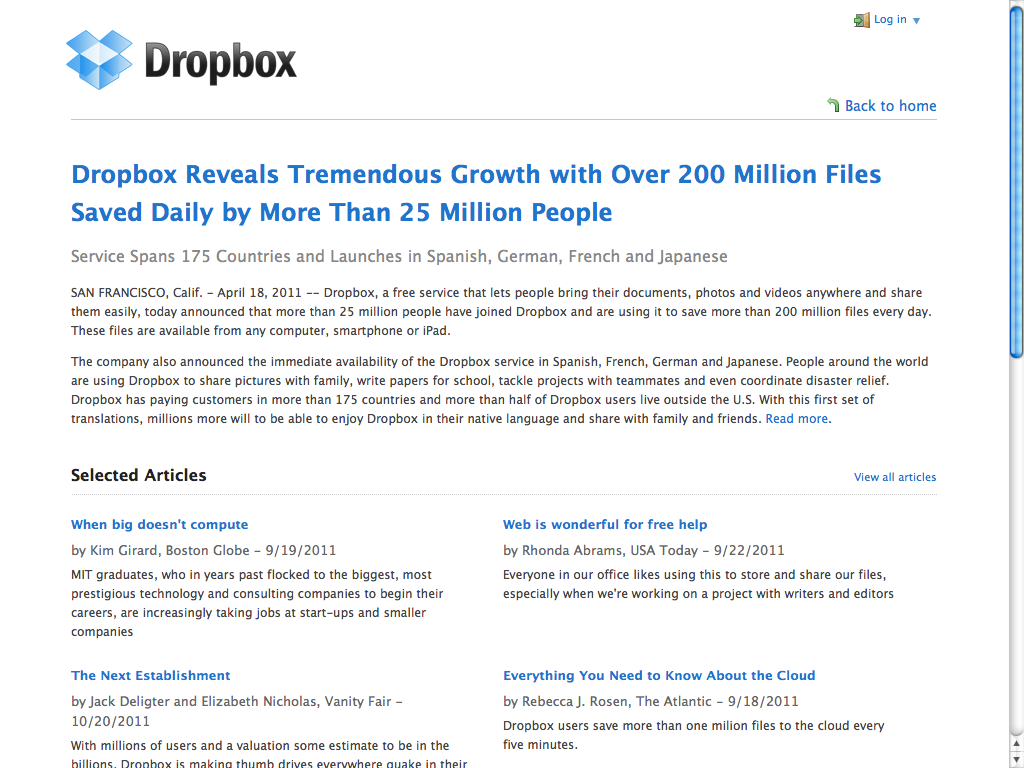 Log in
Dropbox
Back to home
Dropbox Reveals Tremendous Growth with Over 200 Million Files
Saved Daily by More Than 25 Million People
Service Spans 175 Countries and Launches in Spanish, German, French and Japanese
SAN FRANCISCO, Calif. – April 18, 2011 -- Dropbox, a free service that lets people bring their documents, photos and videos anywhere and share
them easily, today announced that more than 25 million people have joined Dropbox and are using it to save more than 200 million files every day.
These files are available from any computer, smartphone or iPad.
The company also announced the immediate availability of the Dropbox service in Spanish, French, German and Japanese. People around the world
are using Dropbox to share pictures with family, write papers for school, tackle projects with teammates and even coordinate disaster relief.
Dropbox has paying customers in more than 175 countries and more than half of Dropbox users live outside the U.S. With this first set of
translations, millions more will be able to enjoy Dropbox in their native language and share with family and friends. Read more.
Selected Articles
View all articles
When big doesn't compute
by Kim Girard, Boston Globe – 9/19/2011
MIT graduates, who in years past flocked to the biggest, most
prestigious technology and consulting companies to begin their
careers, are increasingly taking jobs at start-ups and smaller
companies
Web is wonderful for free help
by Rhonda Abrams, USA Today – 9/22/2011
Everyone in our office likes using this to store and share our files,
especially when we're working on a project with writers and editors
The Next Establishment
by Jack Deligter and Elizabeth Nicholas, Vanity Fair –
10/20/2011
With millions of users and a valuation some estimate to be in the
billions, Dropbox is making thumb drives everywhere quake in their
Everything You Need to Know About the Cloud
by Rebecca J. Rosen, The Atlantic – 9/18/2011
Dropbox users save more than one milion files to the cloud every
five minutes.